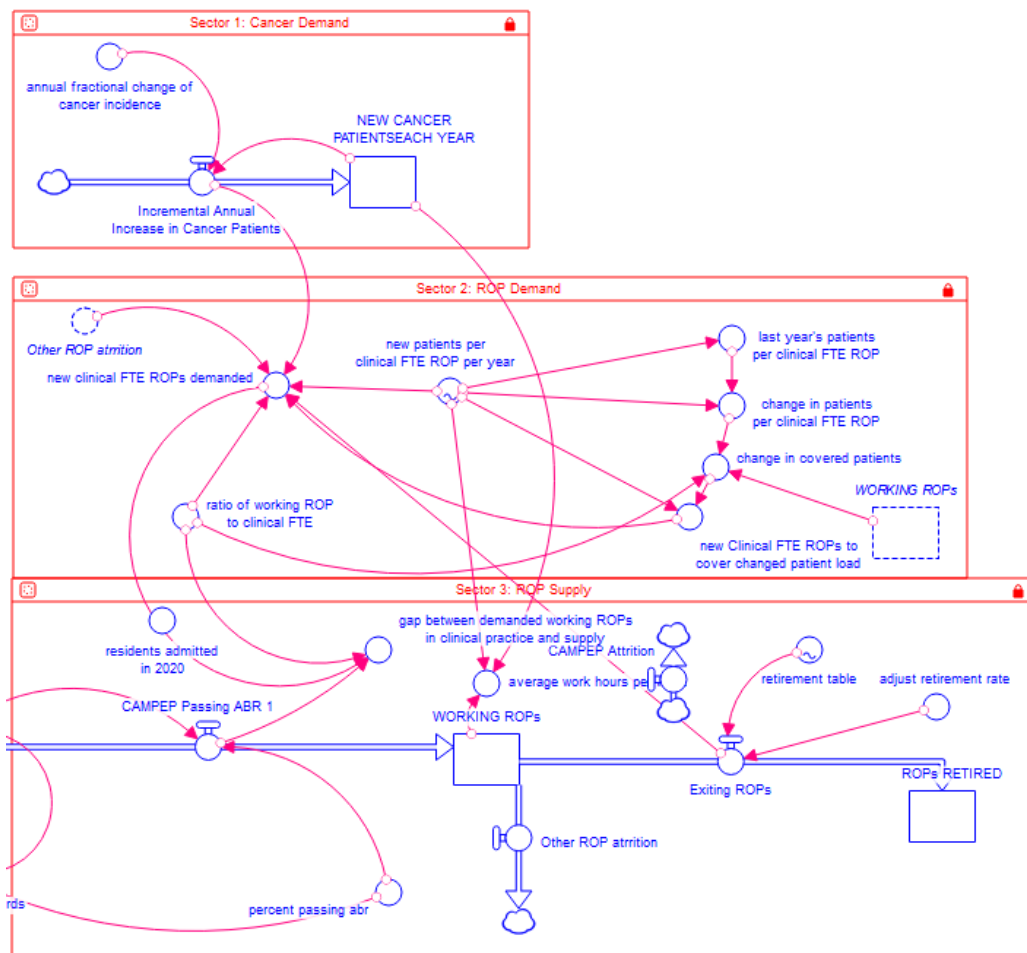 Sector 1: Cancer Demand
annual fractional change of
cancer incidence
NEW CANCER
PATIENTSEACH YEAR
Incremental Annual
Increase in Cancer Patients
Sector 2: ROP Demand
Other ROP atrrition
new clinical FTE ROPs demanded
new patients per
clinical FTE ROP per year
last year's patients
per clinical FTE ROP
change in patients
per clinical FTE ROP
change in covered patients
WORKING ROPs
ratio of working ROP
to clinical FTE
new Clinical FTE ROPs to
cover changed patient load
Sector 3: ROP Supply
residents admitted
in 2020
gap between demanded working ROPs
in clinical practice and supply
CAMPEP Attrition
average work hours pe
retirement table
adjust retirement rate
CAMPEP Passing ABR 1
WORKING ROPs
Exiting ROPs
ROPs RETIRED
Other ROP atrrition
percent passing abr
rds